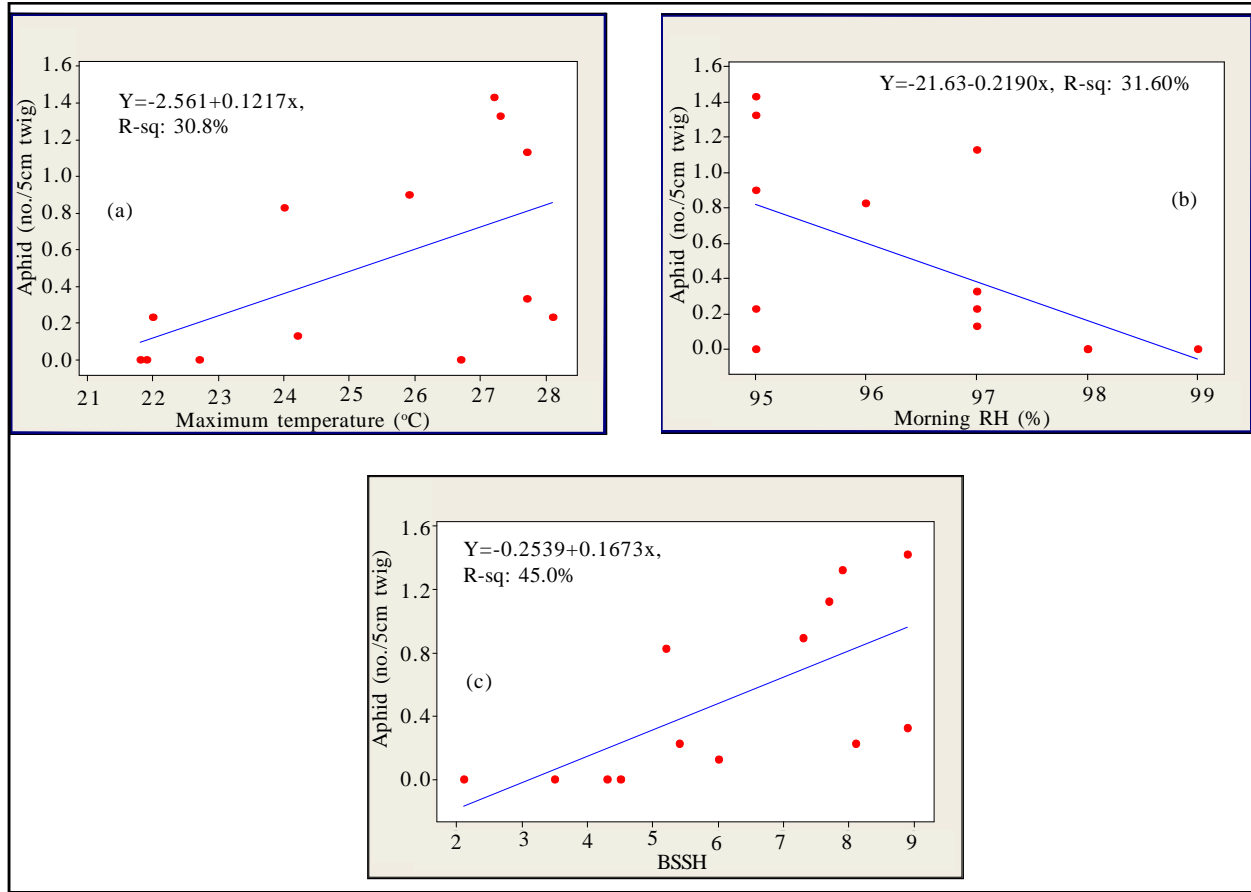 Aphid (no./5cm twig)
1.6
1.4
1.2
1.0
0.8
0.6
0.4
0.2
0.0
Y=-2.561+0.1217x,
R-sq: 30.8%
(a)
21 22 23 24 25 26 27 28
Maximum temperature (°C)
Aphid (no./5cm twig)
1.6
1.4
1.2
1.0
0.8
0.6
0.4
0.2
0.0
Y=-21.63-0.2190x, R-sq: 31.60%
(b)
95 96 97 98 99
Morning RH (%)
Aphid (no./5cm twig)
1.6
1.2
0.8
0.4
0.0
Y=-0.2539+0.1673x,
R-sq: 45.0%
(c)
2 3 4 5 6 7 8 9
BSSH